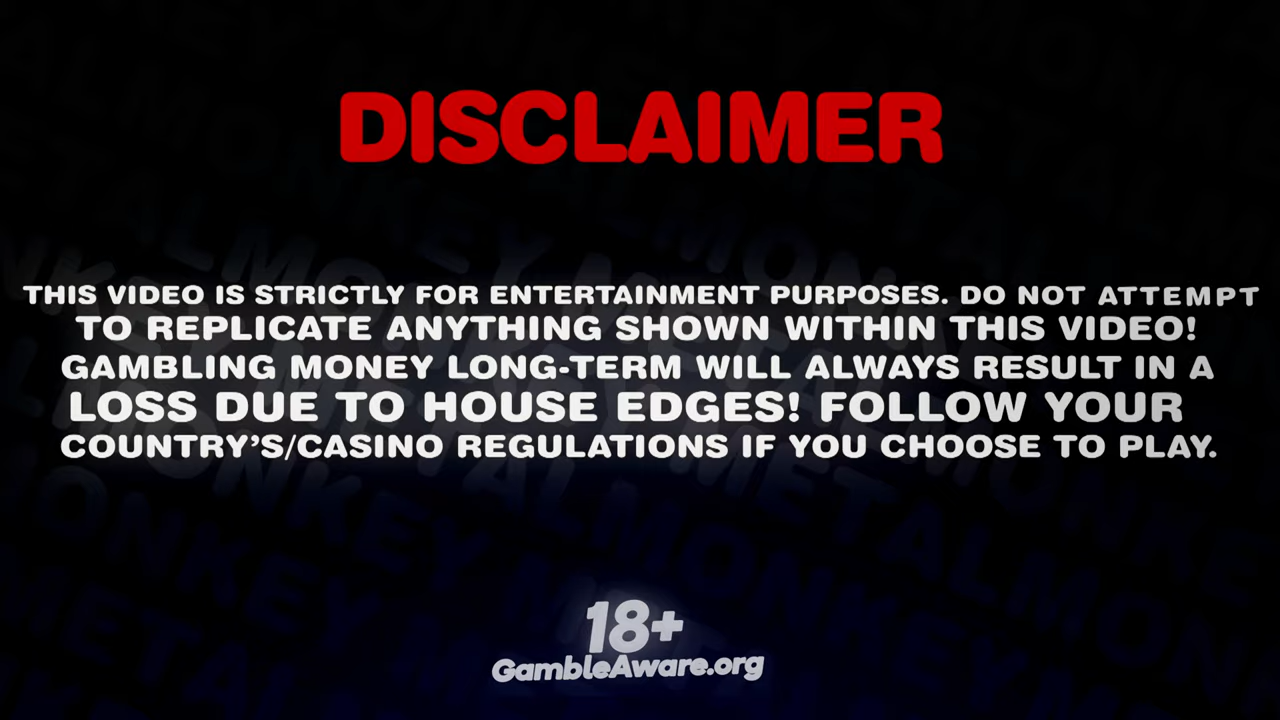 DISCLAIMER
THIS VIDEO IS STRICTLY FOR ENTERTAINMENT PURPOSES. DO NOT ATTEMPT
TO REPLICATE ANYTHING SHOWN WITHIN THIS VIDEO!
GAMBLING MONEY LONG-TERM WILL ALWAYS RESULT IN A
LOSS DUE TO HOUSE EDGES! FOLLOW YOUR
COUNTRY'S/CASINO REGULATIONS IF YOU CHOOSE TO PLAY.
18+
GambleAware.org